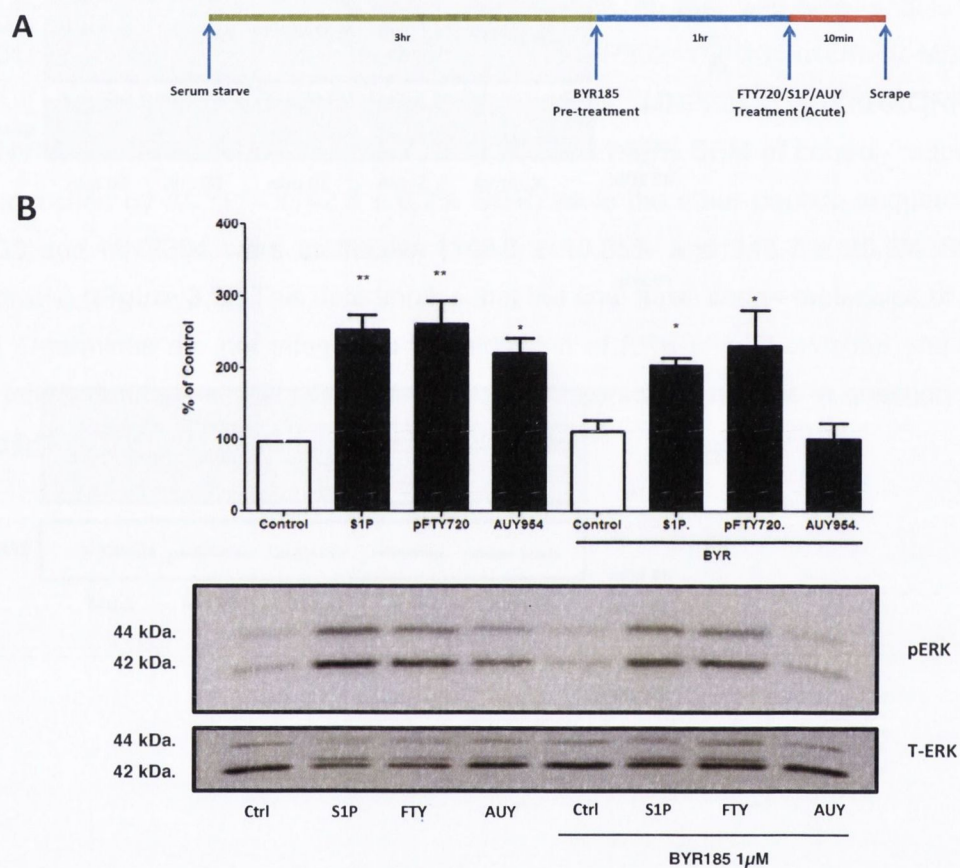 A
3hr
1hr
10min
Serum starve
BYR185
Pre-treatment
FTY720/S1P/AUY
Treatment (Acute)
Scrape
B
400
300
200
100
0
% of Control
**
**
*
*
*
Control
S1P
pFTY720
AUY954
Control
S1P.
pFTY720.
AUY954.
BYR
44 kDa.
42 kDa.
pERK
44 kDa.
42 kDa.
T-ERK
Ctrl
S1P
FTY
AUY
Ctrl
S1P
FTY
AUY
BYR185 1µM